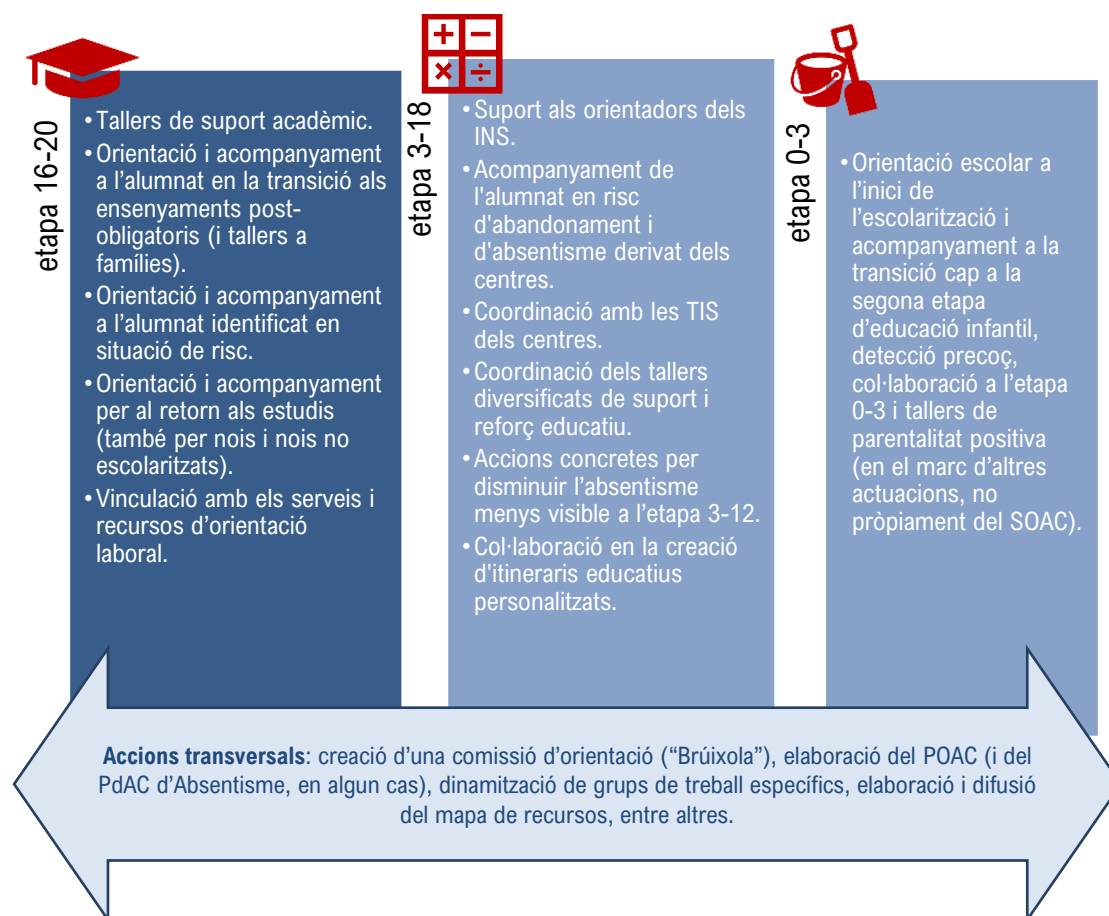 etapa 16-20
•Tallers de suport acadèmic.
•Orientació i acompanyament
a l’alumnat en la transició als
ensenyaments post-
obligatoris (i tallers a
famílies).
•Orientació i acompanyament
a l’alumnat identificat en
situació de risc.
•Orientació i acompanyament
per al retorn als estudis
(també per nois i nois no
escolaritzats).
•Vinculació amb els serveis i
recursos d’orientació
laboral.
etapa 3-18
•Suport als orientadors dels
INS.
•Acompanyament de
l'alumnat en risc
d'abandonament i
d'absentisme derivat dels
centres.
•Coordinació amb les TIS
dels centres.
•Coordinació dels tallers
diversificats de suport i
reforç educatiu.
•Accions concretes per
disminuir l’absentisme
menys visible a l’etapa 3-12.
•Col·laboració en la creació
d'itineraris educatius
personalitzats.
etapa 0-3
•Orientació escolar a
l’inici de
l’escolarització i
acompanyament a la
transició cap a la
segona etapa
d’educació infantil,
detecció precoç,
col·laboració a l’etapa
0-3 i tallers de
parentalitat positiva
(en el marc d’altres
actuacions, no
pròpiament del SOAC).
Accions transversals: creació d’una comissió d’orientació (“Brúixola”), elaboració del POAC (i del
PdAC d’Absentisme, en algun cas), dinamització de grups de treball específics, elaboració i difusió
del mapa de recursos, entre altres.